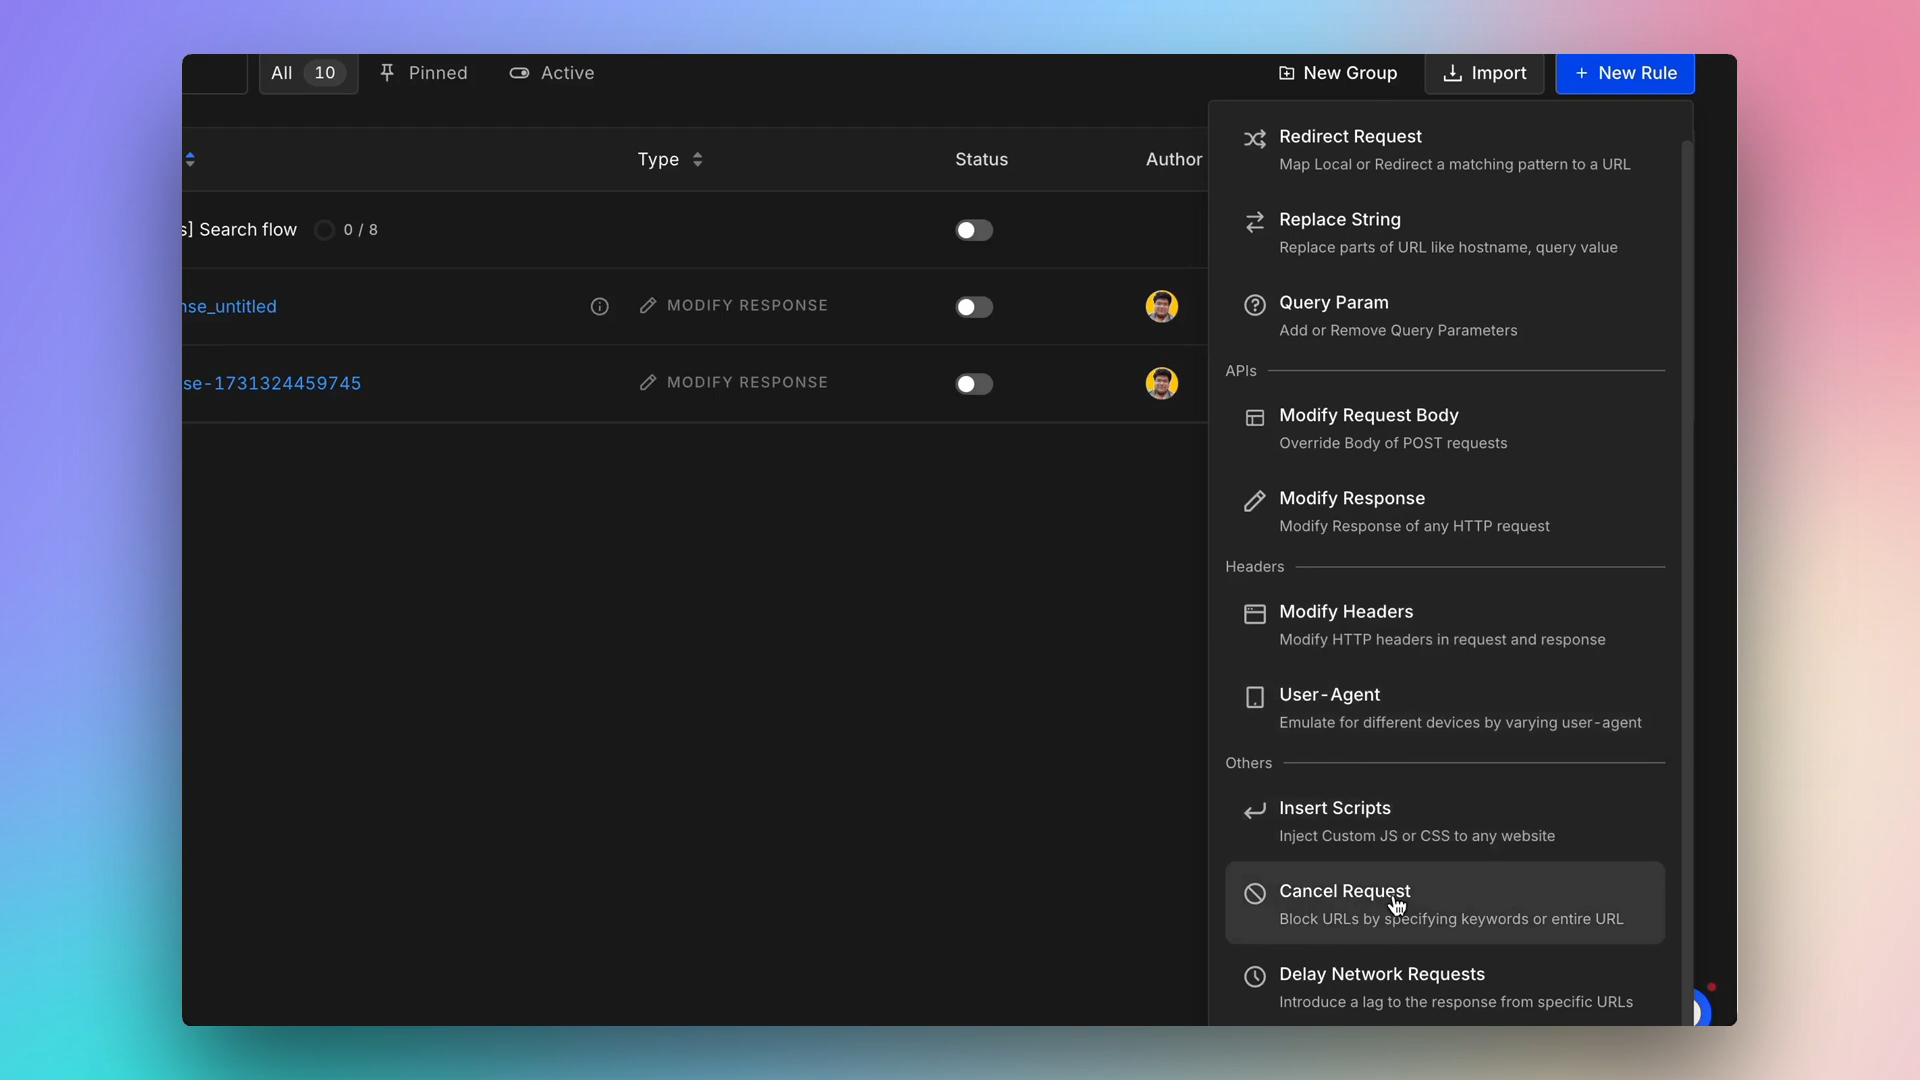 All 10 Pinned Active New Group Import + New Rule
Type Status Author
s] Search flow 0 / 8
nse_untitled MODIFY RESPONSE
se-1731324459745 MODIFY RESPONSE
Redirect Request
Map Local or Redirect a matching pattern to a URL
Replace String
Replace parts of URL like hostname, query value
Query Param
Add or Remove Query Parameters
APIs
Modify Request Body
Override Body of POST requests
Modify Response
Modify Response of any HTTP request
Headers
Modify Headers
Modify HTTP headers in request and response
User-Agent
Emulate for different devices by varying user-agent
Others
Insert Scripts
Inject Custom JS or CSS to any website
Cancel Request
Block URLs by specifying keywords or entire URL
Delay Network Requests
Introduce a lag to the response from specific URLs